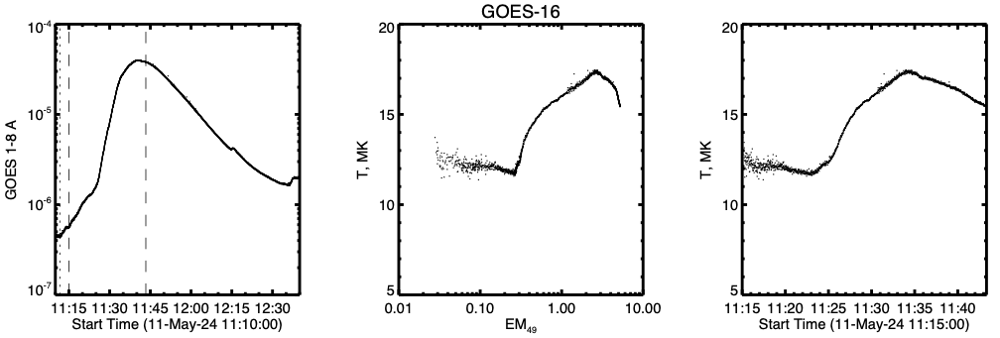 GOES-16
10^-4
10^-5
10^-6
10^-7
GOES 1-8 A
11:15 11:30 11:45 12:00 12:15 12:30
Start Time (11-May-24 11:10:00)
20
15
10
5
T, MK
0.01 0.10 1.00 10.00
EM49
20
15
10
5
T, MK
11:15 11:20 11:25 11:30 11:35 11:40
Start Time (11-May-24 11:15:00)